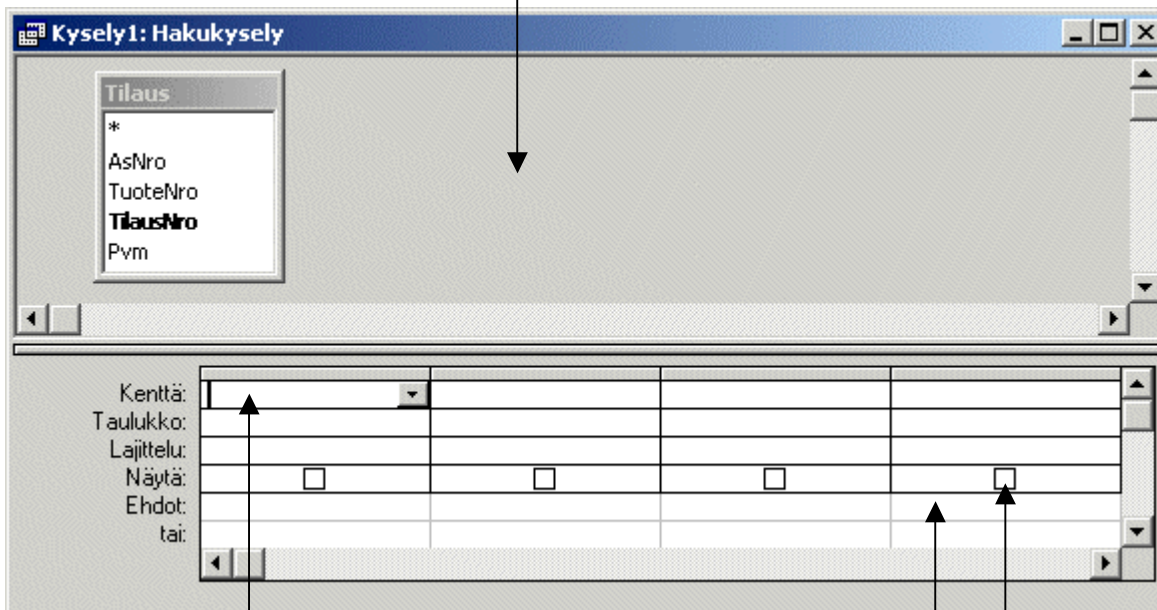 Kysely1: Hakukysely
Tilaus
*
AsNro
TuoteNro
TilausNro
Pvm
Kenttä:
Taulukko:
Lajittelu:
Näytä:
Ehdot:
tai: